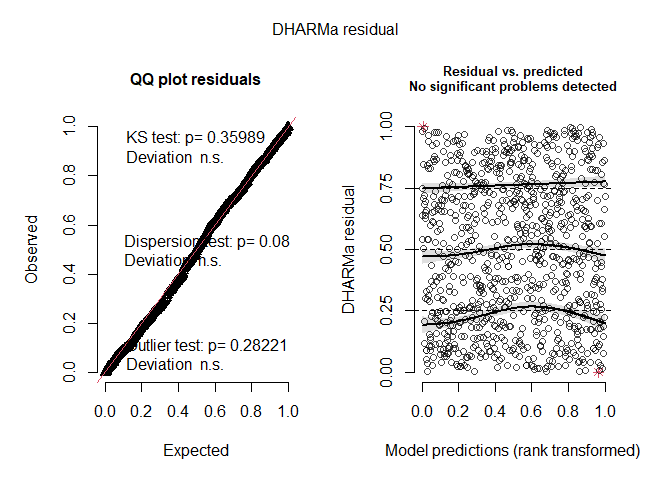 DHARMa residual
QQ plot residuals
KS test: p= 0.35989
Deviation n.s.
Dispersion test: p= 0.08
Deviation n.s.
Outlier test: p= 0.28221
Deviation n.s.
Observed
0.0
0.2
0.4
0.6
0.8
1.0
0.0
0.2
0.4
0.6
0.8
1.0
Expected
Residual vs. predicted
No significant problems detected
DHARMa residual
0.00
0.25
0.50
0.75
1.00
0.0
0.2
0.4
0.6
0.8
1.0
Model predictions (rank transformed)